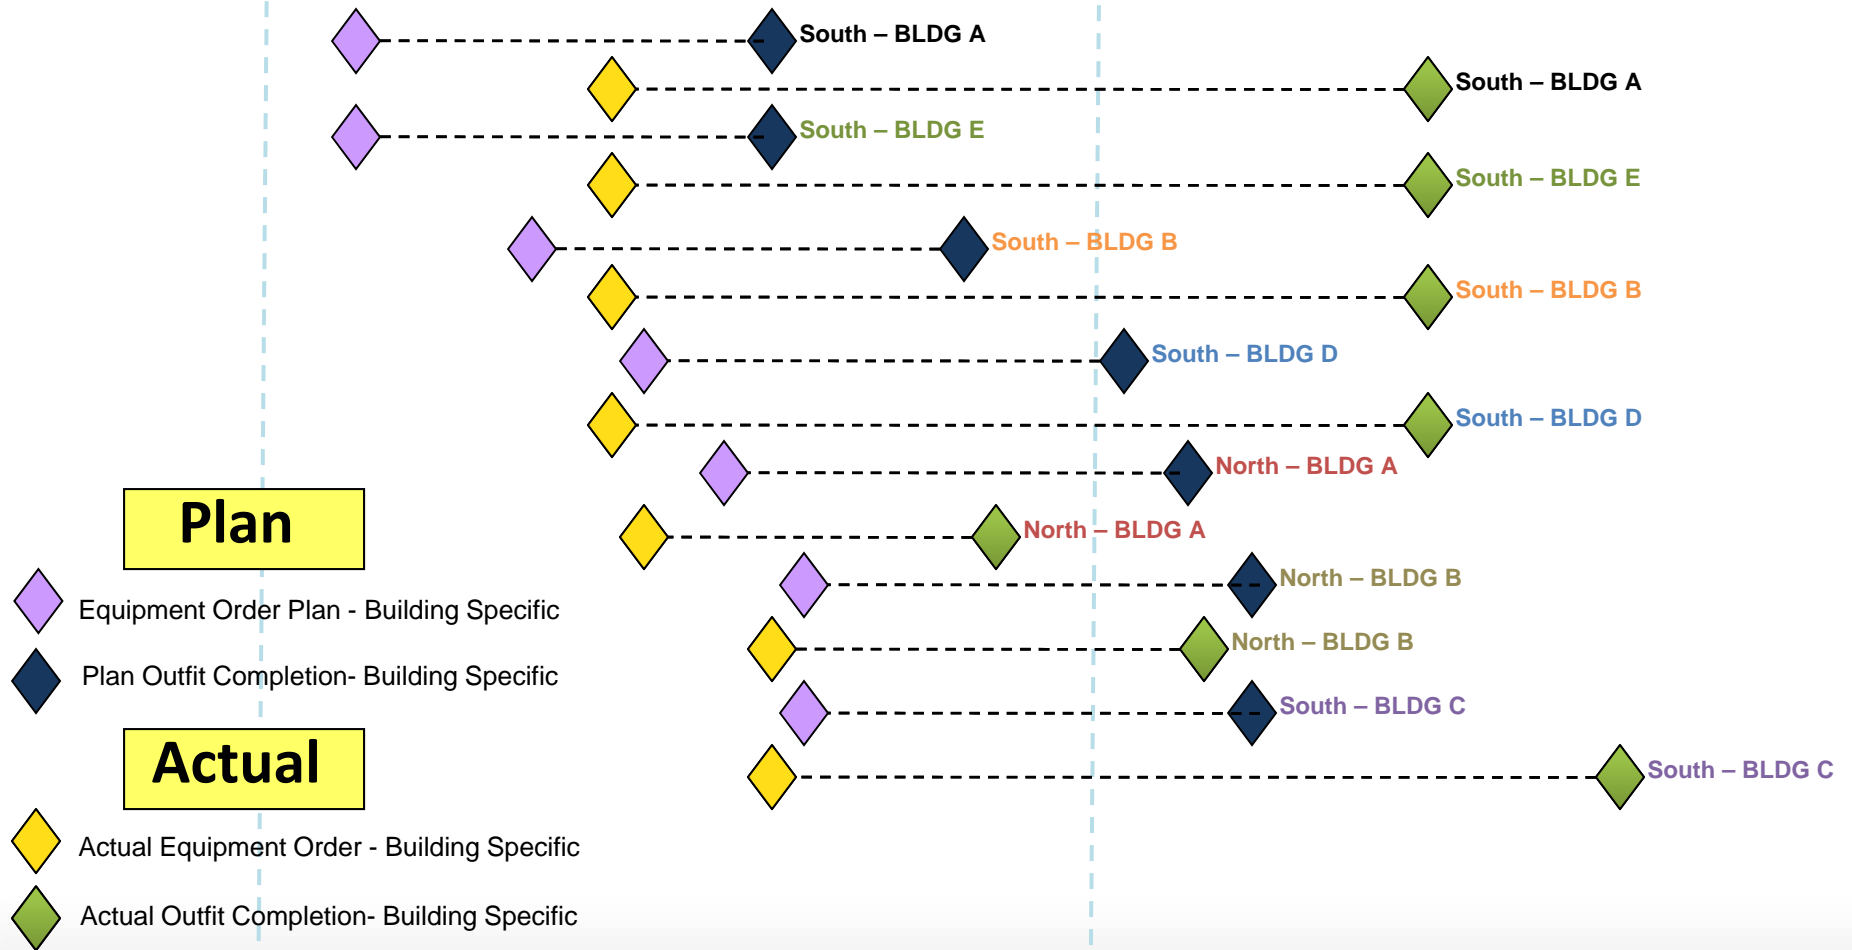 South – BLDG A
South – BLDG A
South – BLDG E
South – BLDG E
South – BLDG B
South – BLDG B
South – BLDG D
South – BLDG D
North – BLDG A
Plan
North – BLDG A
North – BLDG B
Equipment Order Plan - Building Specific
North – BLDG B
Plan Outfit Completion- Building Specific
South – BLDG C
Actual
South – BLDG C
Actual Equipment Order - Building Specific
Actual Outfit Completion- Building Specific